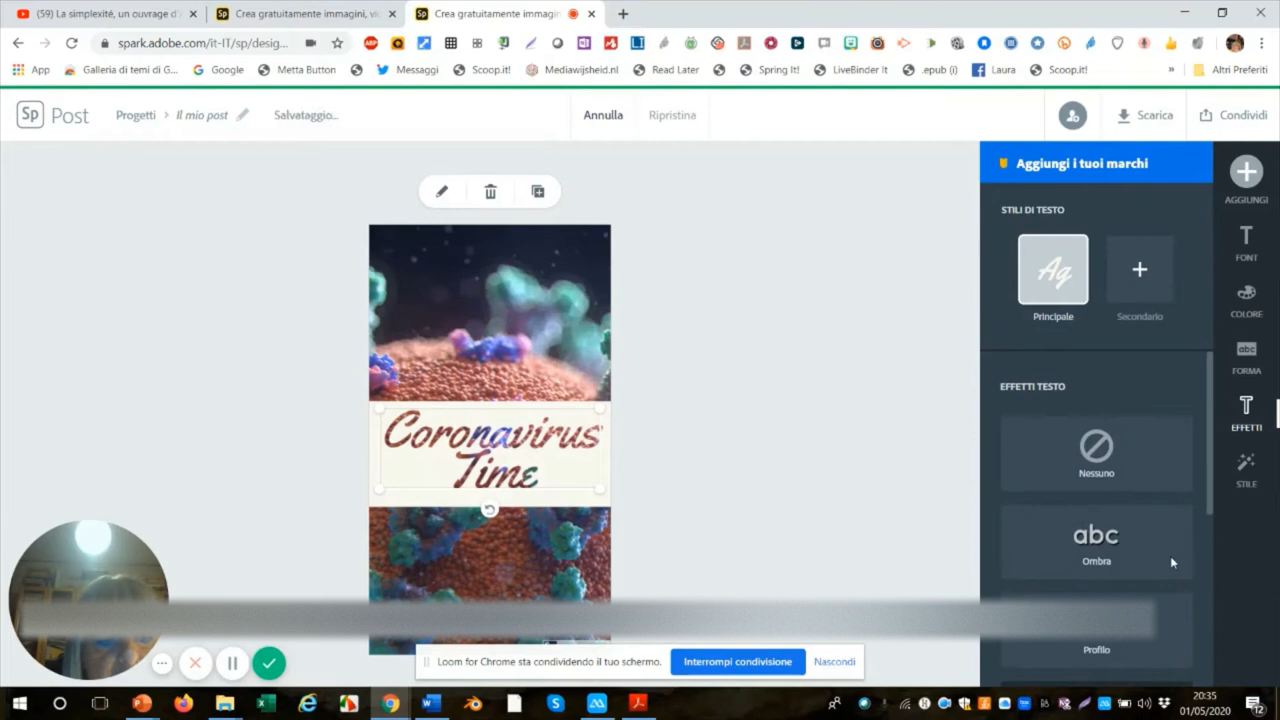 (59) La simplexité, un ouvrage d'
Crea gratuitamente immagini, vi
Crea gratuitamente immagin
spark.adobe.com/it-IT/sp/desig...
App
Galleria di temi di G...
Google
Metta Button
Messaggi
Scoop.it!
Mediawijsheid.nl
Read Later
Spring It!
LiveBinder It
.epub (i)
Laura
Scoop.it!
»
Altri Preferiti
Sp Post
Progetti > Il mio post
Salvataggio...
Annulla
Ripristina
Scarica
Condividi
Aggiungi i tuoi marchi
AGGIUNGI
STILI DI TESTO
Ag
Principale
+
Secondario
T
FONT
COLORE
abc
FORMA
T
EFFETTI
STILE
EFFETTI TESTO
Nessuno
abc
Ombra
Profilo
Coronavirus
Time
Loom for Chrome sta condividendo il tuo schermo.
Interrompi condivisione
Nascondi
20:35
01/05/2020
12